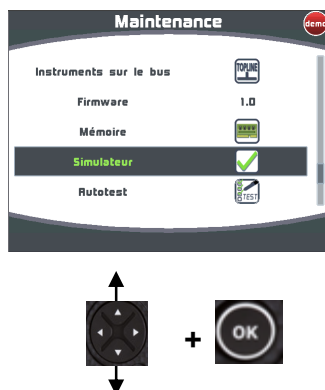 Maintenance
demo
Instruments sur le bus
TOPLINE
Firmware 1.0
Mémoire
Simulateur
Autotest
TEST
+
OK